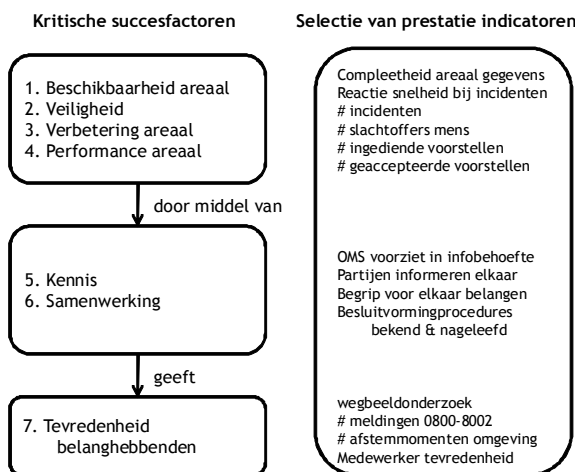 Kritische succesfactoren
1. Beschikbaarheid areaal
2. Veiligheid
3. Verbetering areaal
4. Performance areaal
door middel van
5. Kennis
6. Samenwerking
geeft
7. Tevredenheid
belanghebbenden
Selectie van prestatie indicatoren
Compleetheid areaal gegevens
Reactie snelheid bij incidenten
# incidenten
# slachtoffers mens
# ingediende voorstellen
# geaccepteerde voorstellen
OMS voorziet in infobehoefte
Partijen informeren elkaar
Begrip voor elkaar belangen
Besluitvormingprocedures
bekend & nageleefd
wegbeeldonderzoek
# meldingen 0800-8002
# afstemmomenten omgeving
Medewerker tevredenheid